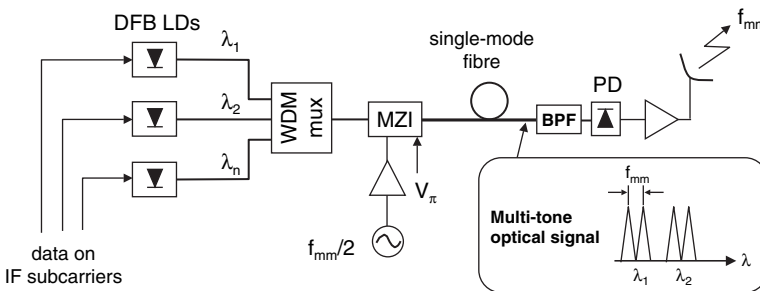 DFB LDs
λ1
λ2
λn
WDM
mux
MZI
Vπ
fmm/2
data on
IF subcarriers
single-mode
fibre
BPF
PD
fmm
Multi-tone
optical signal
fmm
λ
λ1
λ2